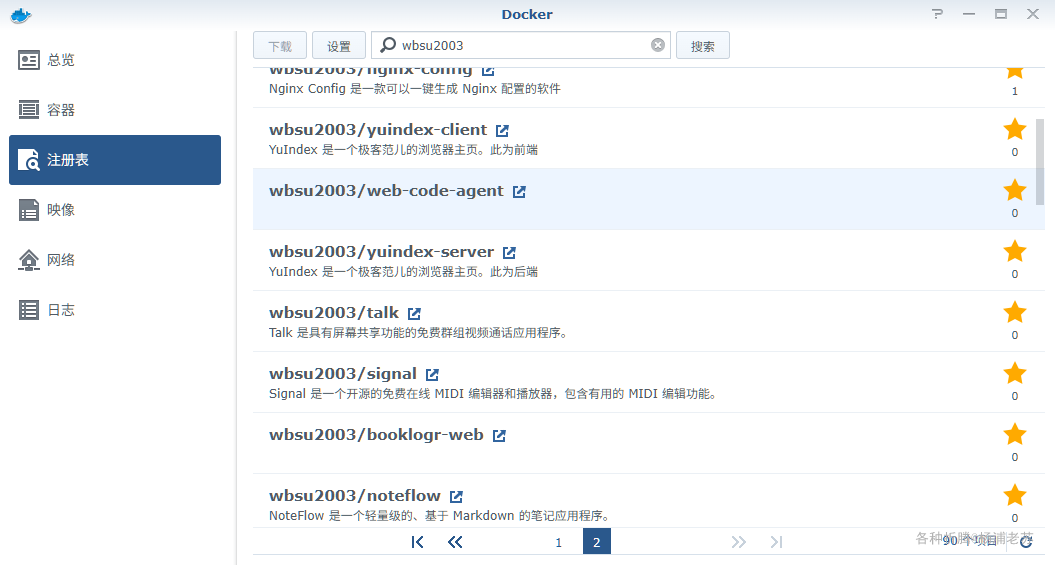 Docker
总览
容器
注册表
映像
网络
日志
下载 设置 wbsu2003 搜索
wbsu2003/nginx-config
Nginx Config 是一款可以一键生成 Nginx 配置的软件
1
wbsu2003/yuindex-client
YuIndex 是一个极客范儿的浏览器主页。此为前端
0
wbsu2003/web-code-agent
0
wbsu2003/yuindex-server
YuIndex 是一个极客范儿的浏览器主页。此为后端
0
wbsu2003/talk
Talk 是具有屏幕共享功能的免费群组视频通话应用程序。
0
wbsu2003/signal
Signal 是一个开源的免费在线 MIDI 编辑器和播放器，包含有用的 MIDI 编辑功能。
0
wbsu2003/booklogr-web
0
wbsu2003/noteflow
NoteFlow 是一个轻量级的、基于 Markdown 的笔记应用程序。
0
1 2
90 个项目